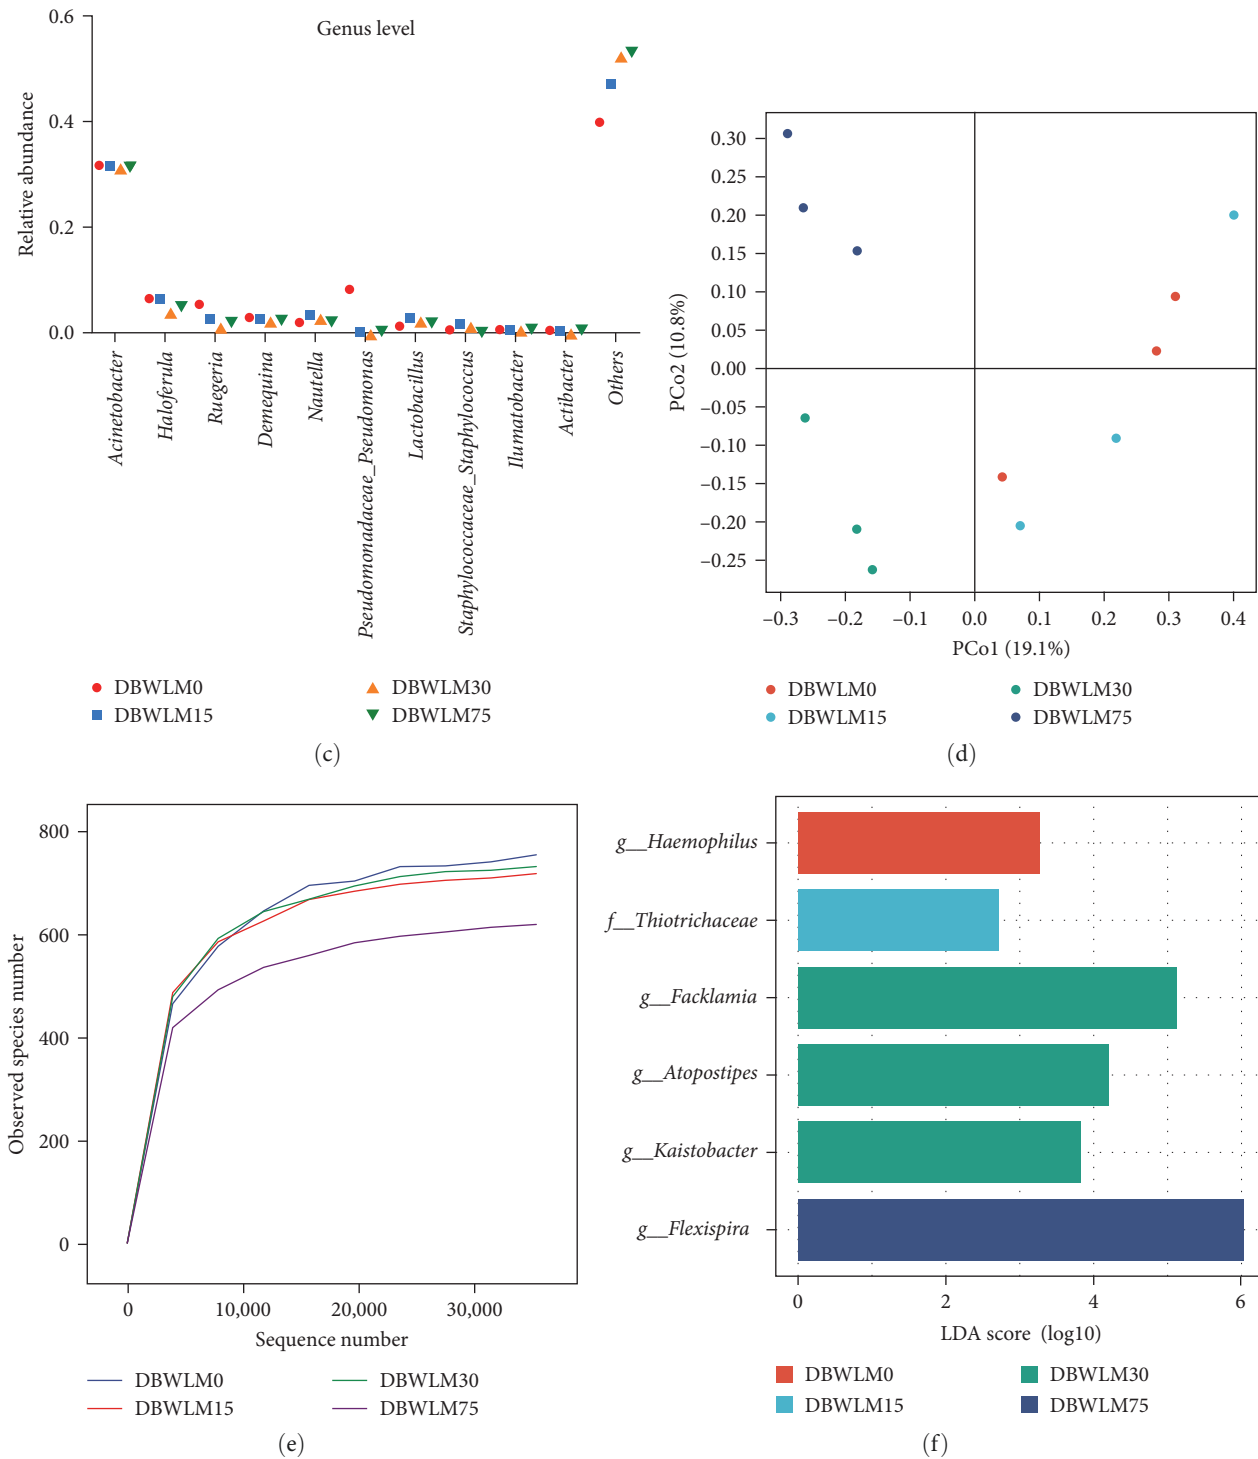 Genus level
Relative abundance
0.6
0.4
0.2
0.0
Acinetobacter
Haloferula
Ruegeria
Demequina
Nautella
Pseudomonadaceae_Pseudomonas
Lactobacillus
Staphylococcaceae_Staphylococcus
Ilumatobacter
Actibacter
Others
DBWLM0
DBWLM15
DBWLM30
DBWLM75
(c)
PCo2 (10.8%)
0.30
0.25
0.20
0.15
0.10
0.05
0.00
–0.05
–0.10
–0.15
–0.20
–0.25
–0.3 –0.2 –0.1 0.0 0.1 0.2 0.3 0.4
PCo1 (19.1%)
DBWLM0
DBWLM15
DBWLM30
DBWLM75
(d)
Observed species number
800
600
400
200
0
0 10,000 20,000 30,000
Sequence number
DBWLM0
DBWLM15
DBWLM30
DBWLM75
(e)
g__Haemophilus
f__Thiotrichaceae
g__Facklamia
g__Atopostipes
g__Kaistobacter
g__Flexispira
0 2 4 6
LDA score (log10)
DBWLM0
DBWLM15
DBWLM30
DBWLM75
(f)